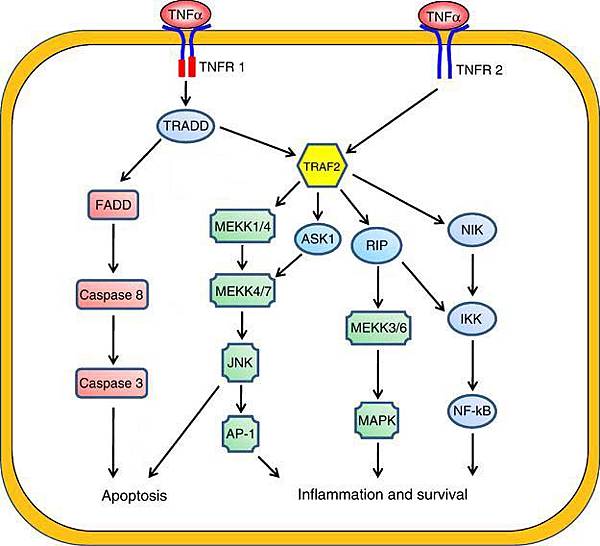 TNFα
TNFα
TNFR 1
TNFR 2
TRADD
TRAF2
FADD
MEKK1/4
ASK1
RIP
NIK
Caspase 8
MEKK4/7
MEKK3/6
IKK
JNK
Caspase 3
AP-1
MAPK
NF-kB
Apoptosis
Inflammation and survival